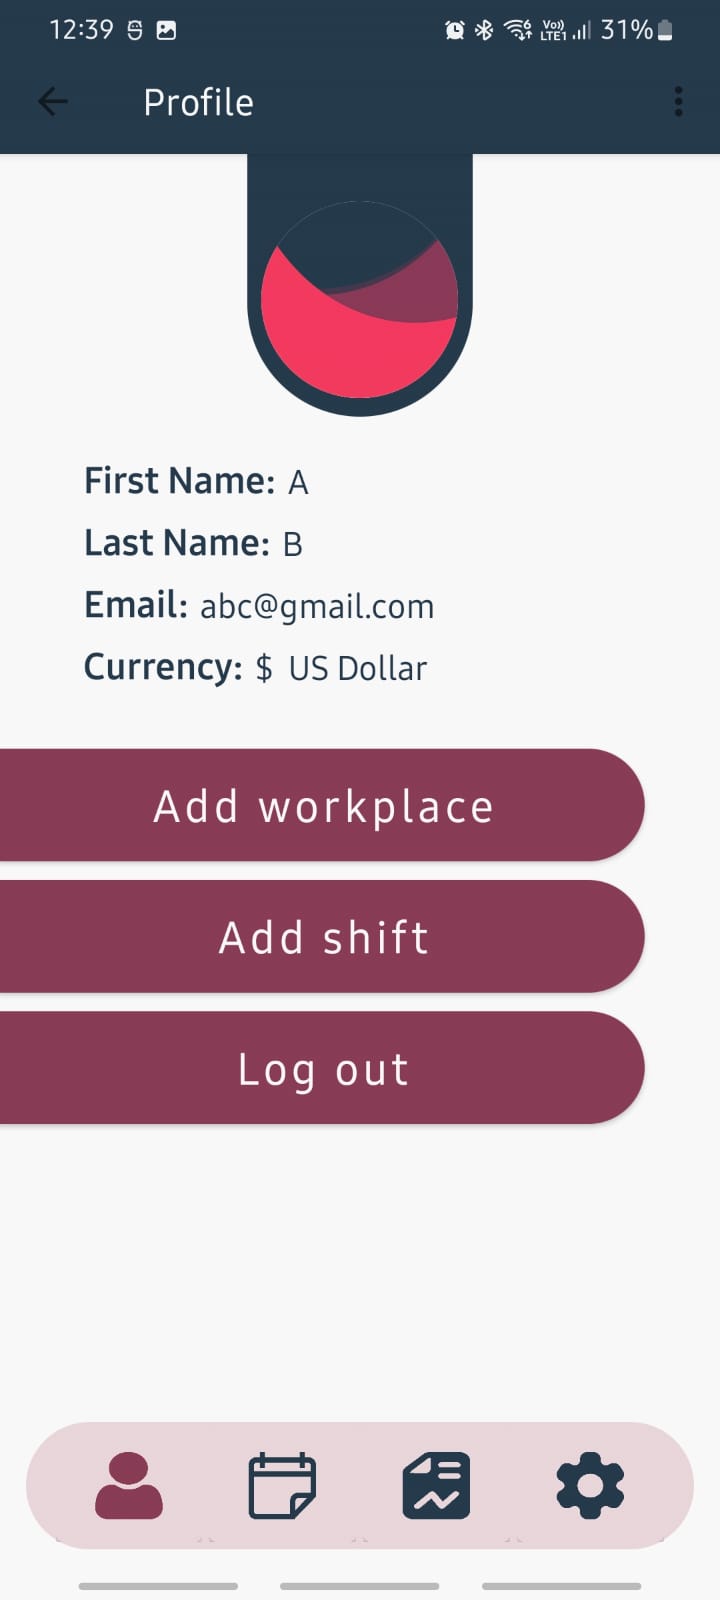 12:39 Vo)) LTE1 31%
Profile
First Name: A
Last Name: B
Email: abc@gmail.com
Currency: $ US Dollar
Add workplace
Add shift
Log out